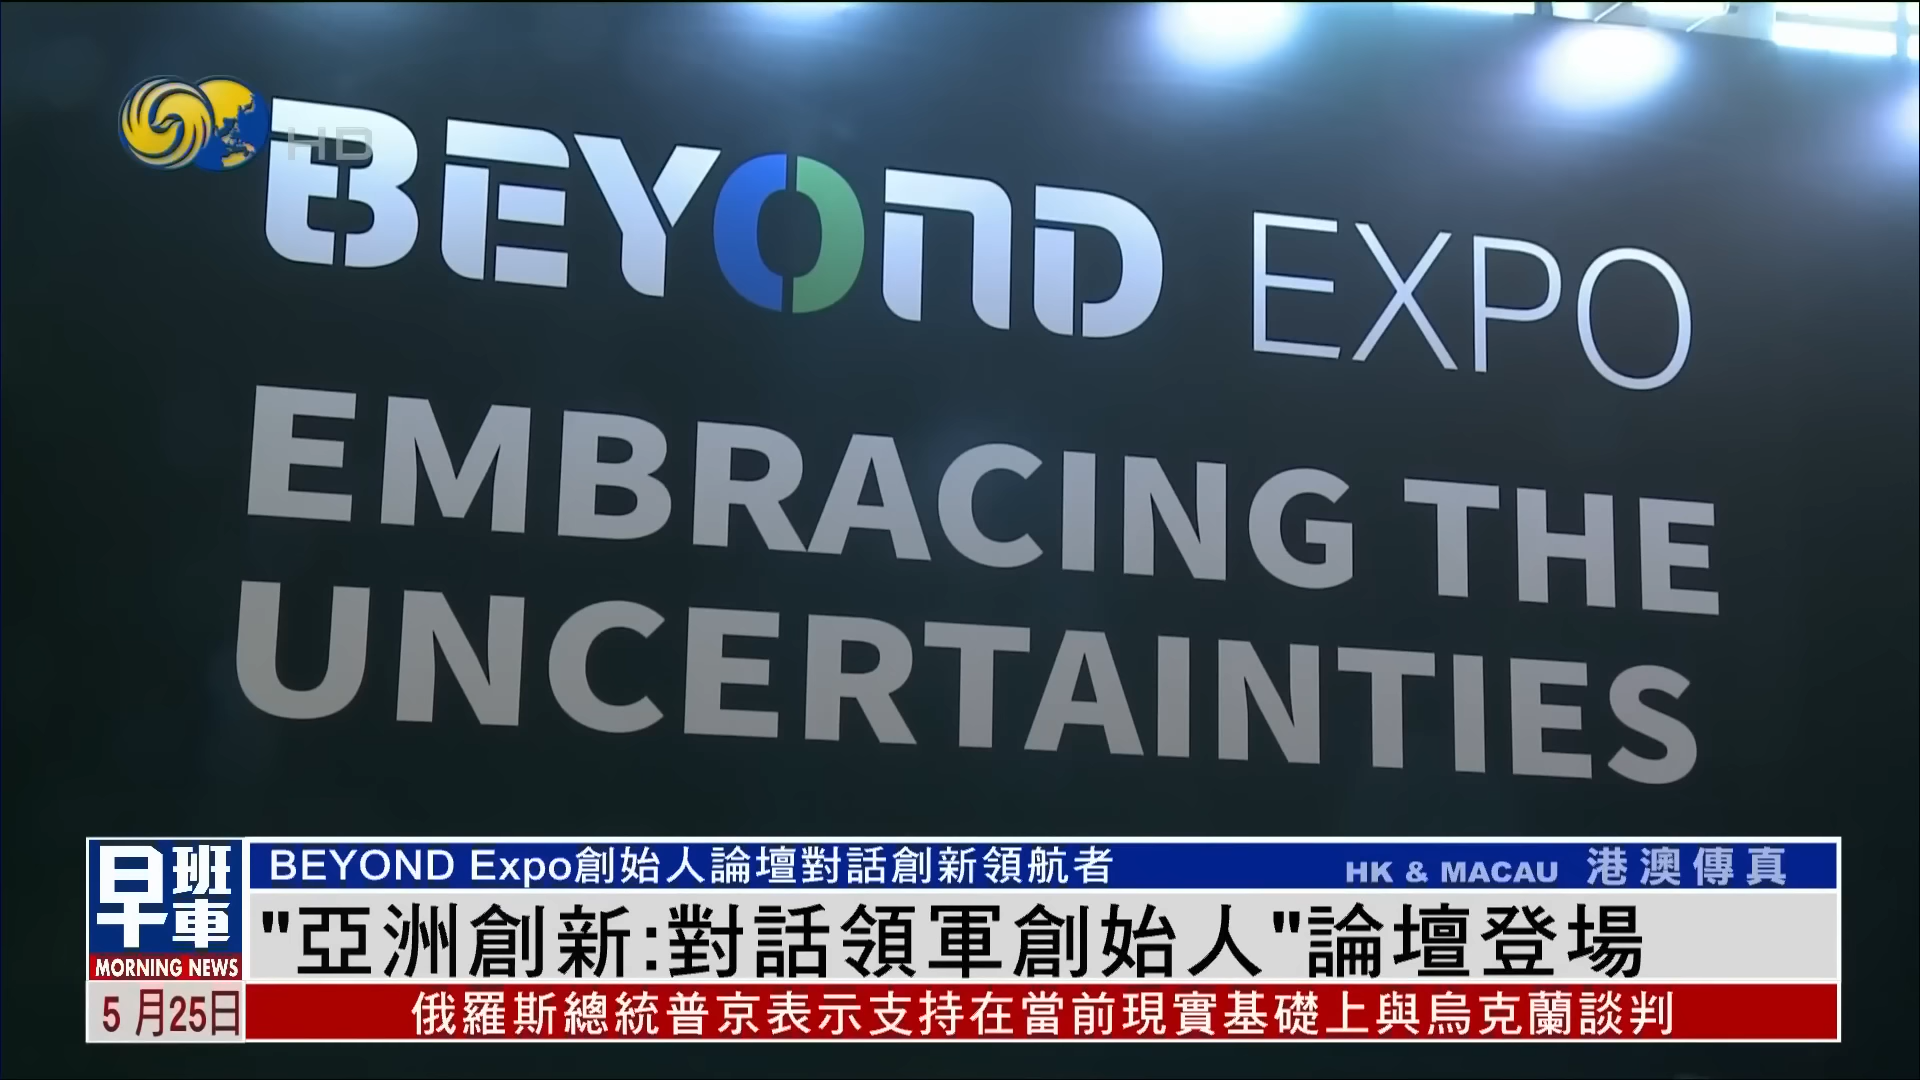 HD
BEYOND EXPO
EMBRACING THE
UNCERTAINTIES
BEYOND Expo創始人論壇對話創新領航者
HK & MACAU 港澳傳真
早班車
"亞洲創新:對話領軍創始人"論壇登場
MORNING NEWS
5月25日
俄羅斯總統普京表示支持在當前現實基礎上與烏克蘭談判